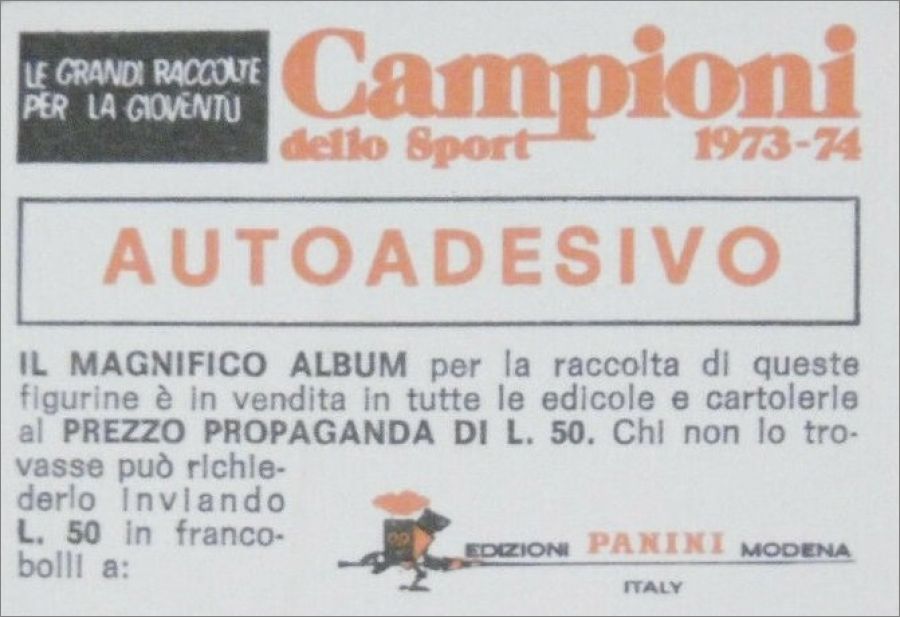 LE GRANDI RACCOLTE
PER LA GIOVENTÙ
Campioni
dello Sport 1973-74
AUTOADESIVO
IL MAGNIFICO ALBUM per la raccolta di queste
figurine è in vendita in tutte le edicole e cartolerie
al PREZZO PROPAGANDA DI L. 50. Chi non lo tro-
vasse può richie-
derlo inviando
L. 50 in franco-
bolli a:
EDIZIONI PANINI MODENA
ITALY